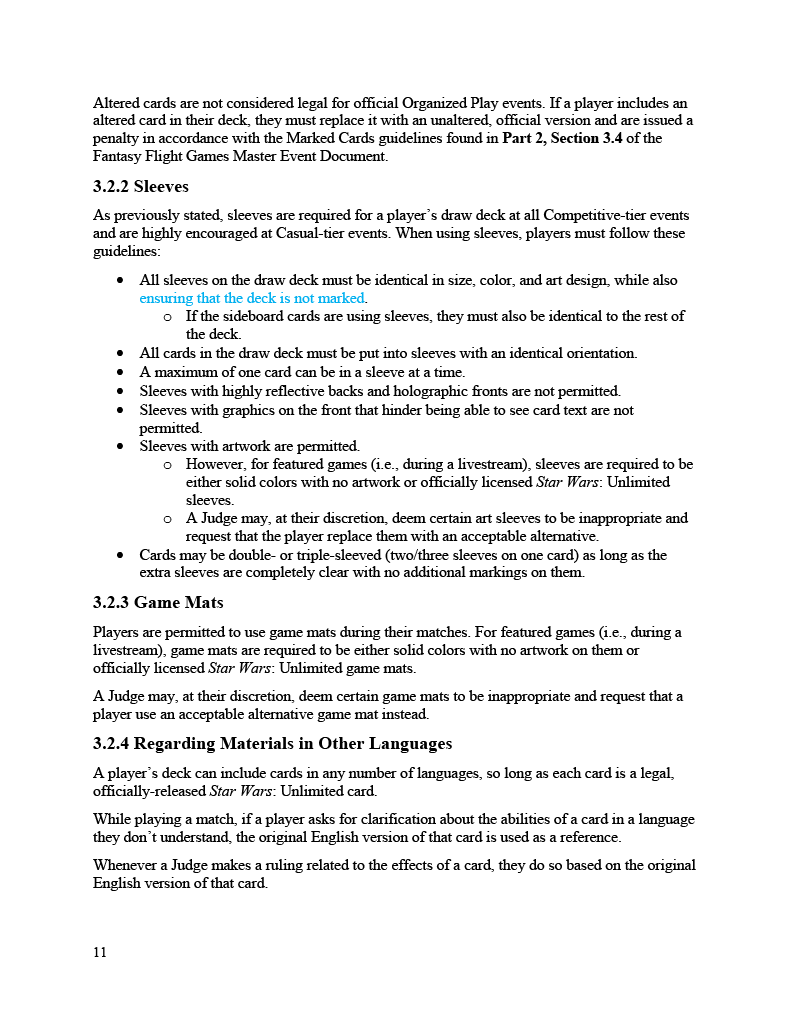 Altered cards are not considered legal for official Organized Play events. If a player includes an
altered card in their deck, they must replace it with an unaltered, official version and are issued a
penalty in accordance with the Marked Cards guidelines found in Part 2, Section 3.4 of the
Fantasy Flight Games Master Event Document.
3.2.2 Sleeves
As previously stated, sleeves are required for a player’s draw deck at all Competitive-tier events
and are highly encouraged at Casual-tier events. When using sleeves, players must follow these
guidelines:
• All sleeves on the draw deck must be identical in size, color, and art design, while also
ensuring that the deck is not marked.
o If the sideboard cards are using sleeves, they must also be identical to the rest of
the deck.
• All cards in the draw deck must be put into sleeves with an identical orientation.
• A maximum of one card can be in a sleeve at a time.
• Sleeves with highly reflective backs and holographic fronts are not permitted.
• Sleeves with graphics on the front that hinder being able to see card text are not
permitted.
• Sleeves with artwork are permitted.
o However, for featured games (i.e., during a livestream), sleeves are required to be
either solid colors with no artwork or officially licensed Star Wars: Unlimited
sleeves.
o A Judge may, at their discretion, deem certain art sleeves to be inappropriate and
request that the player replace them with an acceptable alternative.
• Cards may be double- or triple-sleeved (two/three sleeves on one card) as long as the
extra sleeves are completely clear with no additional markings on them.
3.2.3 Game Mats
Players are permitted to use game mats during their matches. For featured games (i.e., during a
livestream), game mats are required to be either solid colors with no artwork on them or
officially licensed Star Wars: Unlimited game mats.
A Judge may, at their discretion, deem certain game mats to be inappropriate and request that a
player use an acceptable alternative game mat instead.
3.2.4 Regarding Materials in Other Languages
A player’s deck can include cards in any number of languages, so long as each card is a legal,
officially-released Star Wars: Unlimited card.
While playing a match, if a player asks for clarification about the abilities of a card in a language
they don’t understand, the original English version of that card is used as a reference.
Whenever a Judge makes a ruling related to the effects of a card, they do so based on the original
English version of that card.
11